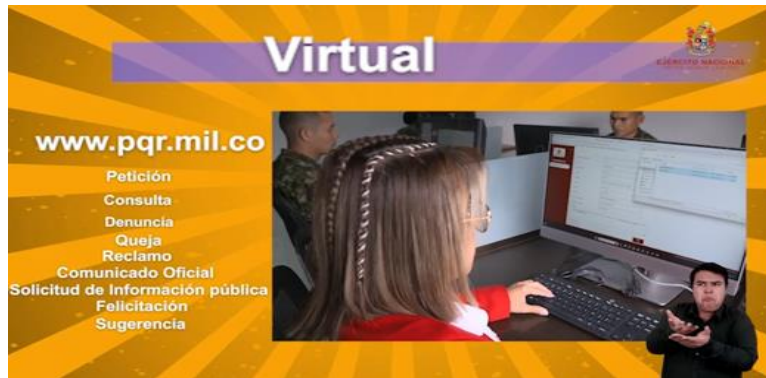 Virtual
EJÉRCITO NACIONAL
www.pqr.mil.co
Petición
Consulta
Denuncia
Queja
Reclamo
Comunicado Oficial
Solicitud de Información pública
Felicitación
Sugerencia